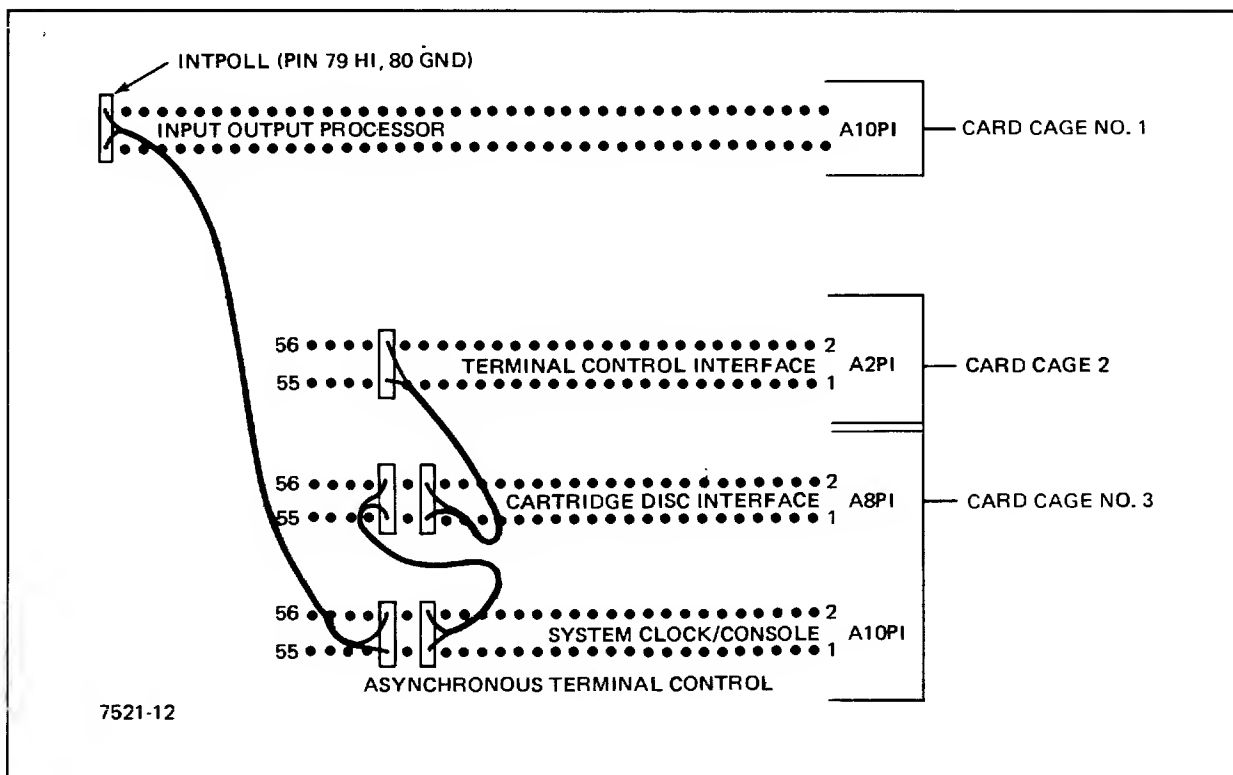 INTPOLL (PIN 79 HI, 80 GND)
INPUT OUTPUT PROCESSOR
A10PI
CARD CAGE NO. 1
56
2
TERMINAL CONTROL INTERFACE
A2PI
CARD CAGE 2
55
1
56
2
CARTRIDGE DISC INTERFACE
A8PI
CARD CAGE NO. 3
55
1
56
2
SYSTEM CLOCK/CONSOLE
A10PI
55
1
ASYNCHRONOUS TERMINAL CONTROL
7521-12